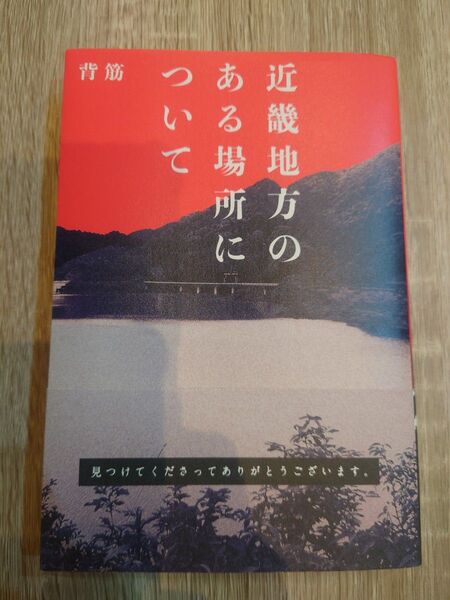 近畿地方の
ある場所に
ついて
背筋
見つけてくださってありがとうございます。